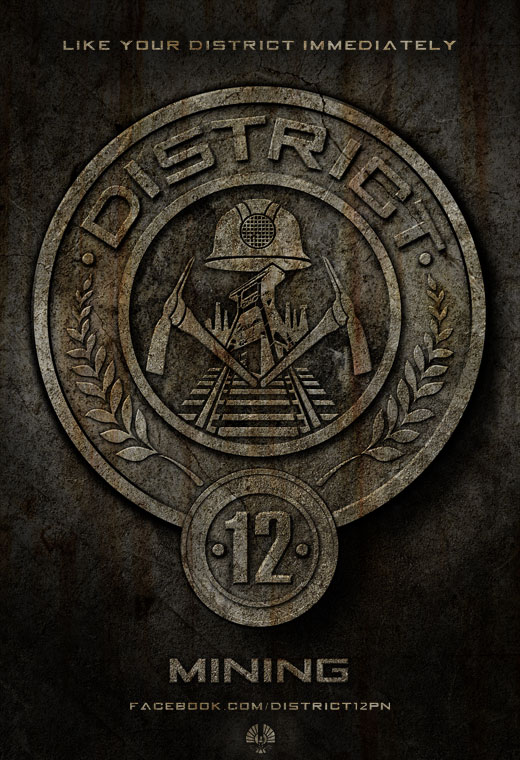 LIKE YOUR DISTRICT IMMEDIATELY
DISTRICT
12
MINING
FACEBOOK.COM/DISTRICT12PN